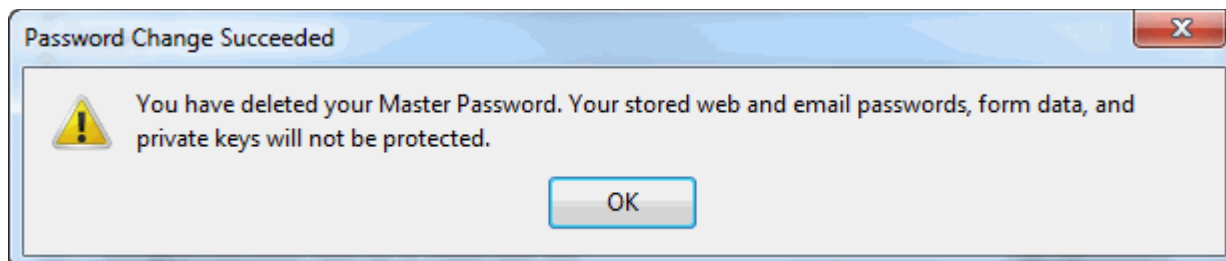 Password Change Succeeded
You have deleted your Master Password. Your stored web and email passwords, form data, and
private keys will not be protected.
OK